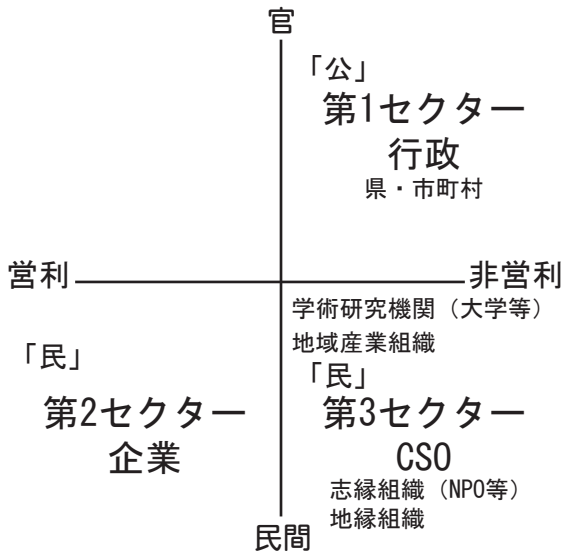 官
「公」
第1セクター
行政
県・市町村
営利
非営利
学術研究機関（大学等）
地域産業組織
「民」
第2セクター
企業
「民」
第3セクター
CSO
志縁組織（NPO等）
地縁組織
民間